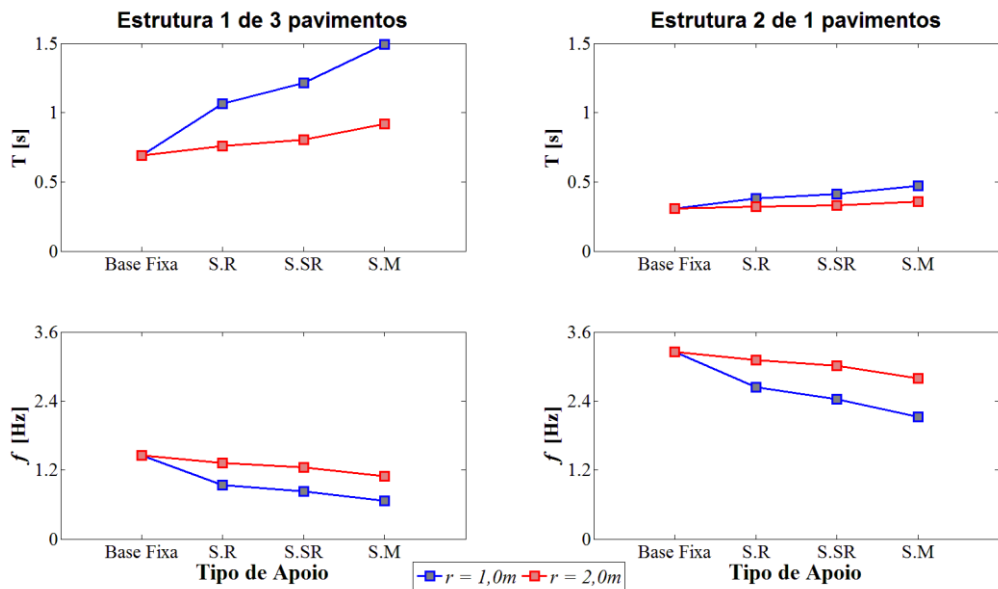 Estrutura 1 de 3 pavimentos
1.5
1
0.5
0
T [s]
Base Fixa S.R S.SR S.M
Estrutura 2 de 1 pavimentos
1.5
1
0.5
0
T [s]
Base Fixa S.R S.SR S.M
3.6
2.4
1.2
0
f [Hz]
Base Fixa S.R S.SR S.M
Tipo de Apoio
3.6
2.4
1.2
0
f [Hz]
Base Fixa S.R S.SR S.M
Tipo de Apoio
r = 1,0m r = 2,0m